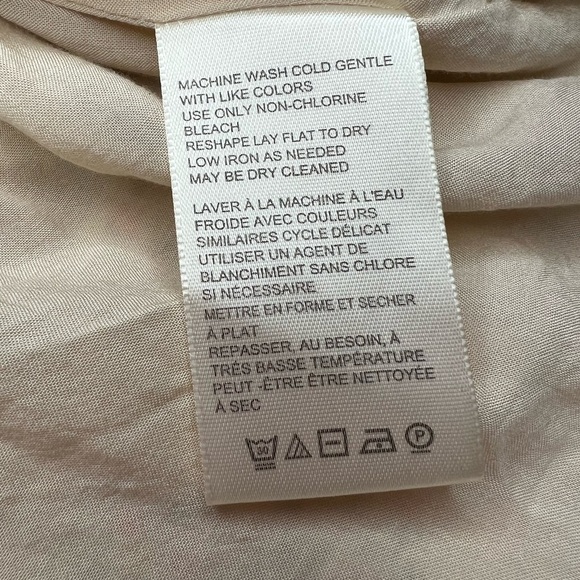 MACHINE WASH COLD GENTLE
WITH LIKE COLORS
USE ONLY NON-CHLORINE
BLEACH
RESHAPE LAY FLAT TO DRY
LOW IRON AS NEEDED
MAY BE DRY CLEANED
LAVER À LA MACHINE À L'EAU
FROIDE AVEC COULEURS
SIMILAIRES CYCLE DÉLICAT
UTILISER UN AGENT DE
BLANCHIMENT SANS CHLORE
SI NÉCESSAIRE
METTRE EN FORME ET SECHER
À PLAT
REPASSER, AU BESOIN, À
TRÈS BASSE TEMPÉRATURE
PEUT -ÊTRE ÊTRE NETTOYÉE
À SEC
30 P